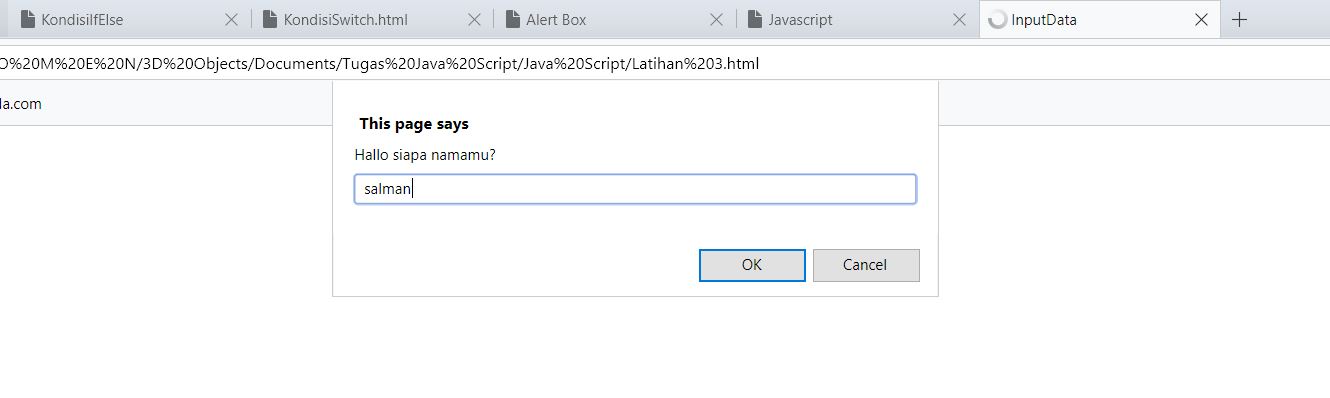 KondisiIfElse KondisiSwitch.html Alert Box Javascript InputData
O%20M%20E%20N/3D%20Objects/Documents/Tugas%20Java%20Script/Java%20Script/Latihan%203.html
la.com
This page says
Hallo siapa namamu?
salman
OK Cancel